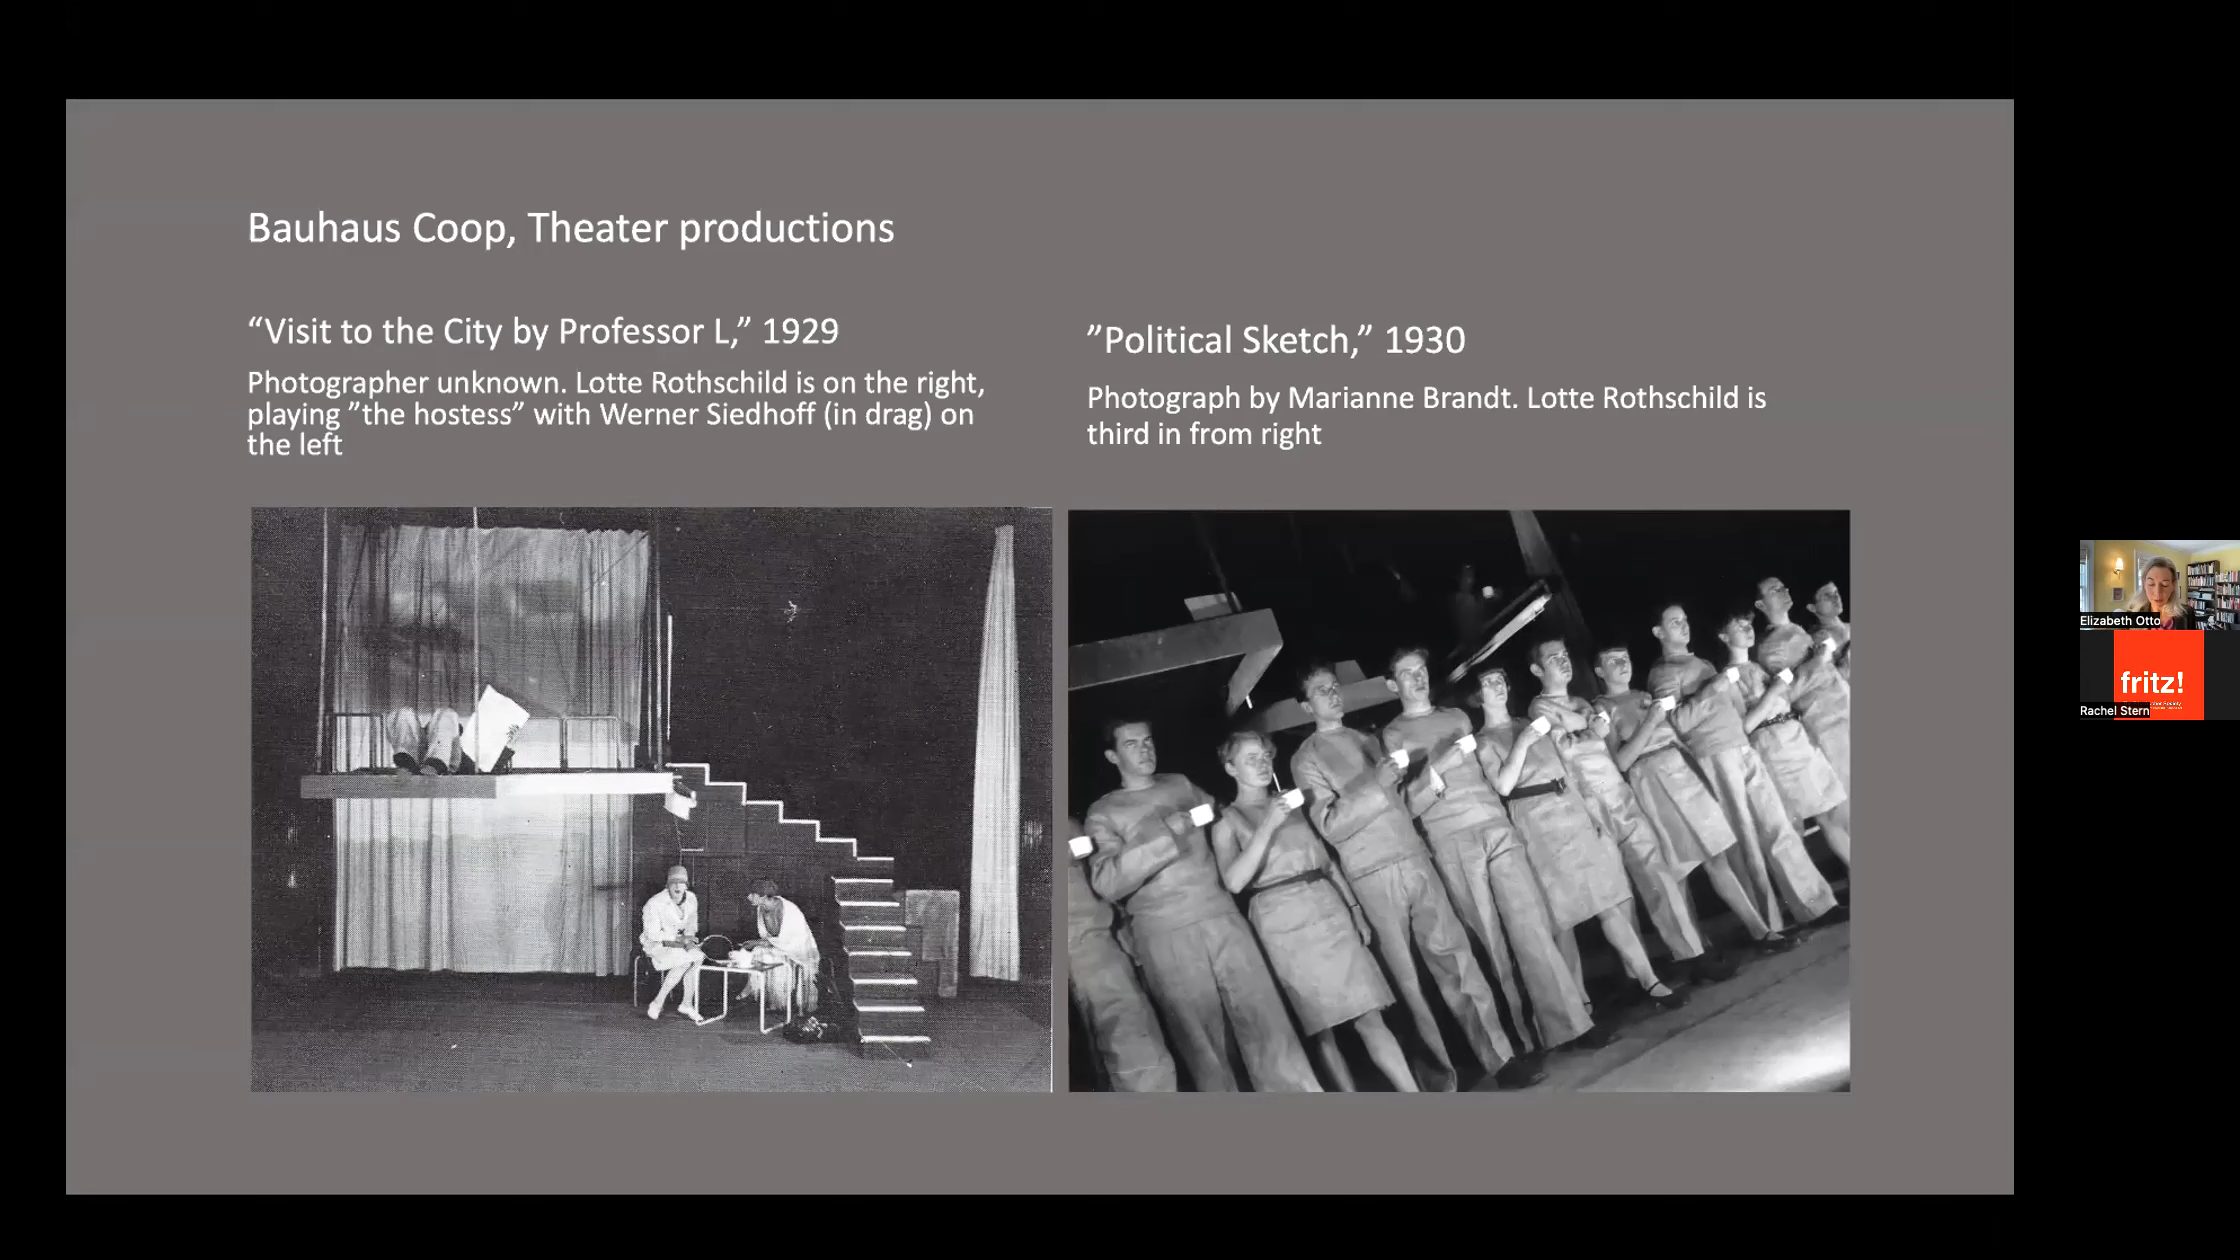 Bauhaus Coop, Theater productions
“Visit to the City by Professor L,” 1929
Photographer unknown. Lotte Rothschild is on the right,
playing ”the hostess” with Werner Siedhoff (in drag) on
the left
”Political Sketch,” 1930
Photograph by Marianne Brandt. Lotte Rothschild is
third in from right
Elizabeth Otto
fritz!
Rachel Stern